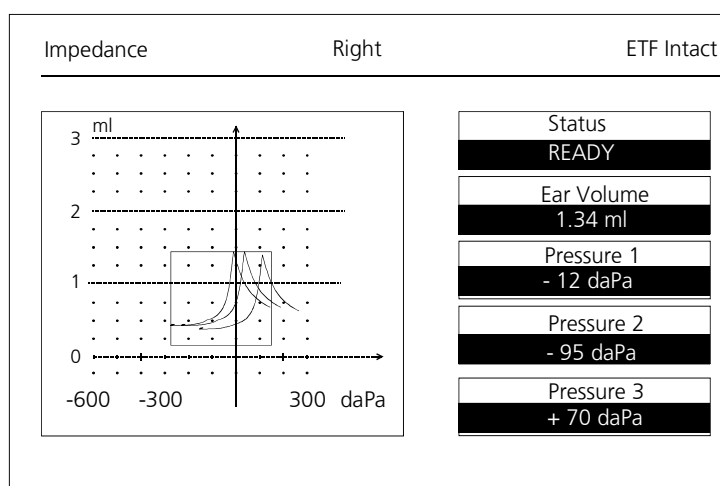 Impedance Right ETF Intact
ml
3
2
1
0
-600 -300 300 daPa
Status
READY
Ear Volume
1.34 ml
Pressure 1
- 12 daPa
Pressure 2
- 95 daPa
Pressure 3
+ 70 daPa